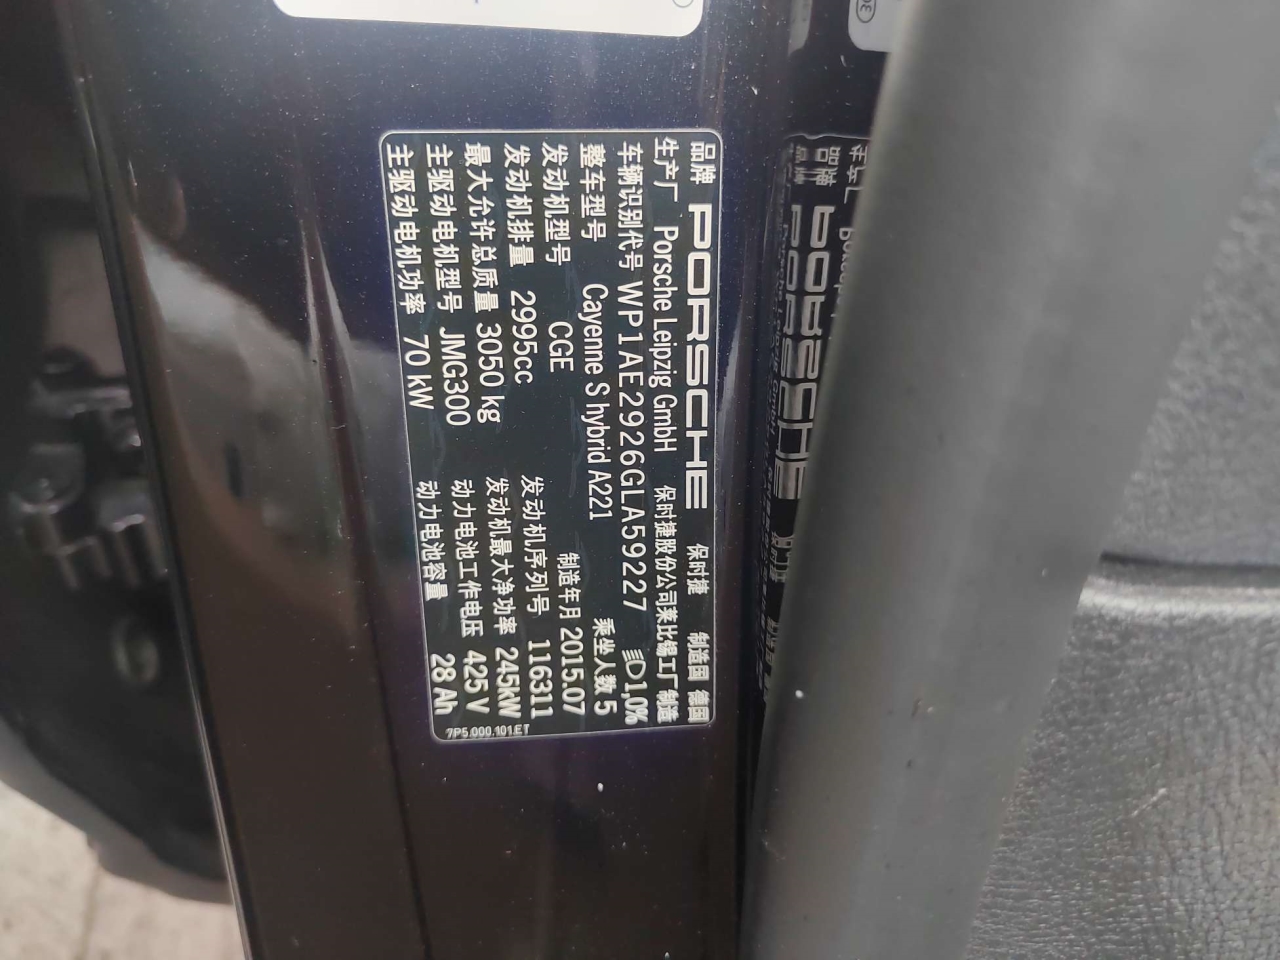 品牌 PORSCHE 保时捷 制造国 德国
生产厂 Porsche Leipzig GmbH 保时捷股份公司莱比锡工厂制造
车辆识别代号 WP1AE2926GLA59227 1,0%
整车型号 Cayenne S hybrid A221 乘坐人数 5
发动机型号 CGE 制造年月 2015.07
发动机排量 2995cc 发动机序列号 116311
最大允许总质量 3050 kg 发动机最大净功率 245kW
主驱动电机型号 JMG300 动力电池工作电压 425 V
主驱动电机功率 70 kW 动力电池容量 28 Ah
7P5.000.101.ET